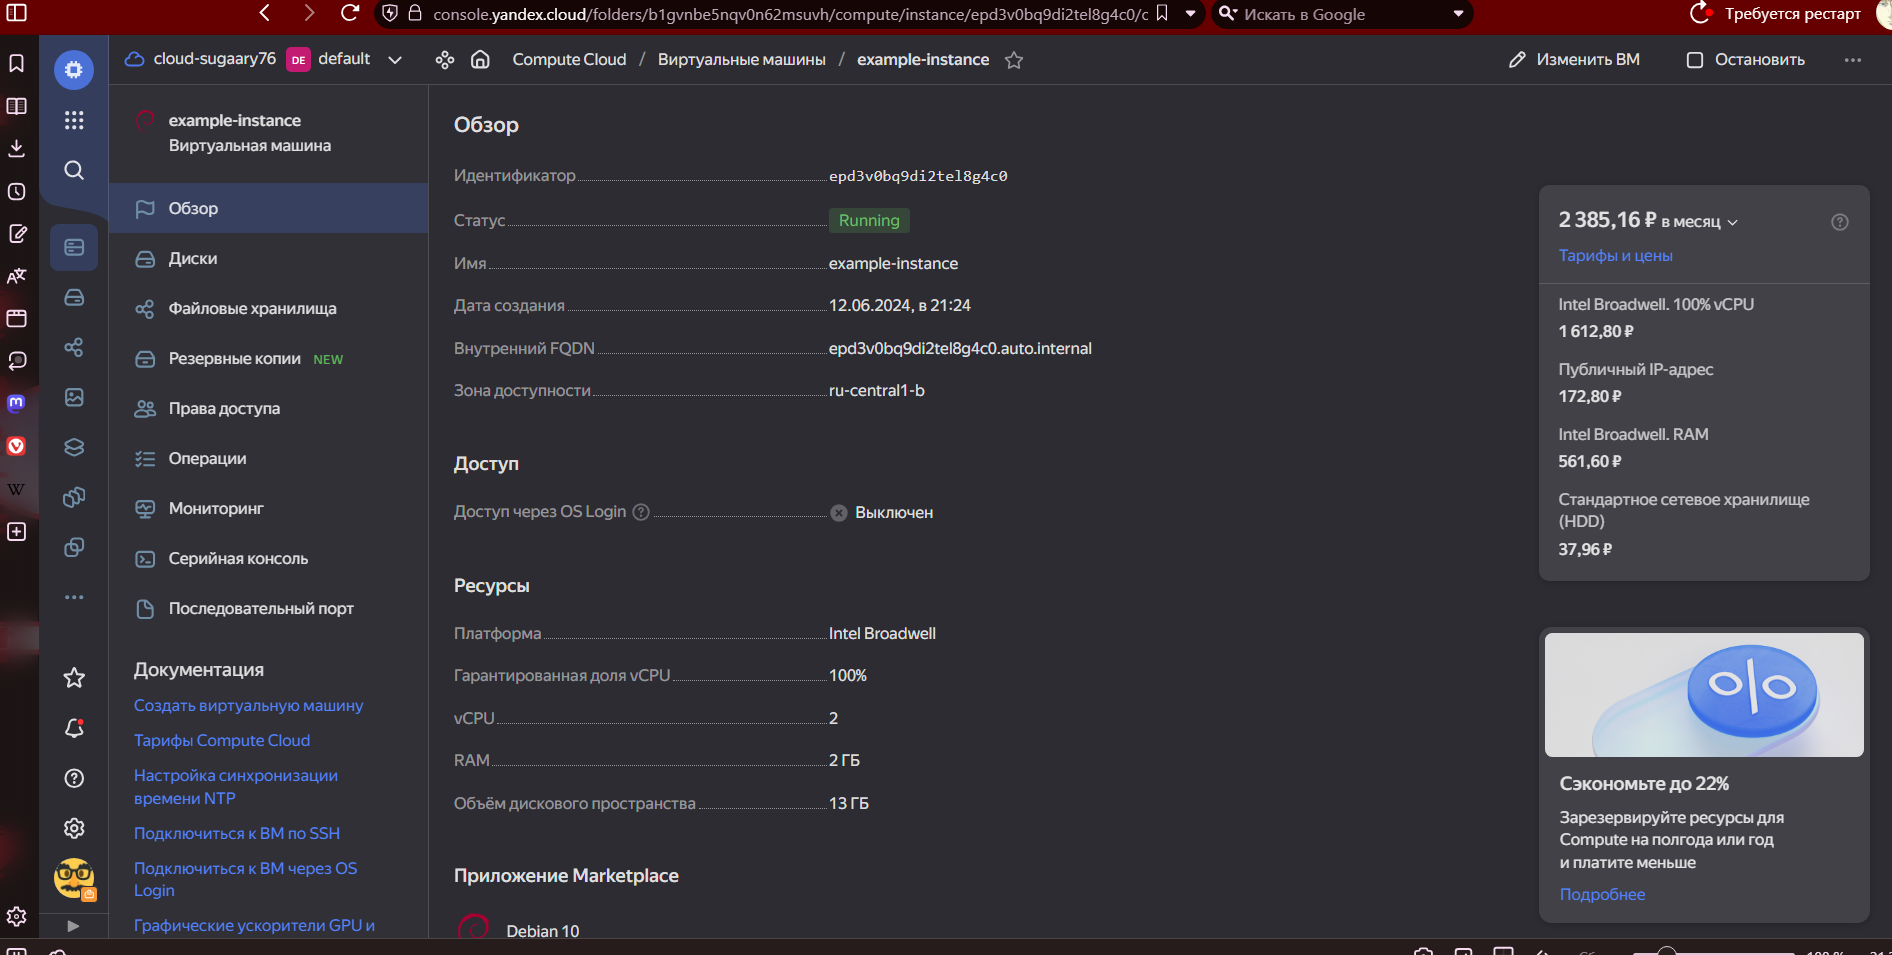 console.yandex.cloud/folders/b1gvnbe5nqv0n62msuvh/compute/instance/epd3v0bq9di2tel8g4c0/c
Искать в Google
Требуется рестарт
cloud-sugaary76
DE
default
Compute Cloud / Виртуальные машины / example-instance
Изменить ВМ
Остановить
example-instance
Виртуальная машина
Обзор
Диски
Файловые хранилища
Резервные копии NEW
Права доступа
Операции
Мониторинг
Серийная консоль
Последовательный порт
Документация
Создать виртуальную машину
Тарифы Compute Cloud
Настройка синхронизации
времени NTP
Подключиться к ВМ по SSH
Подключиться к ВМ через OS
Login
Графические ускорители GPU и
Обзор
Идентификатор epd3v0bq9di2tel8g4c0
Статус Running
Имя example-instance
Дата создания 12.06.2024, в 21:24
Внутренний FQDN epd3v0bq9di2tel8g4c0.auto.internal
Зона доступности ru-central1-b
Доступ
Доступ через OS Login Выключен
Ресурсы
Платформа Intel Broadwell
Гарантированная доля vCPU 100%
vCPU 2
RAM 2 ГБ
Объём дискового пространства 13 ГБ
Приложение Marketplace
Debian 10
2 385,16 ₽ в месяц
Тарифы и цены
Intel Broadwell. 100% vCPU
1 612,80 ₽
Публичный IP-адрес
172,80 ₽
Intel Broadwell. RAM
561,60 ₽
Стандартное сетевое хранилище
(HDD)
37,96 ₽
Сэкономьте до 22%
Зарезервируйте ресурсы для
Compute на полгода или год
и платите меньше
Подробнее